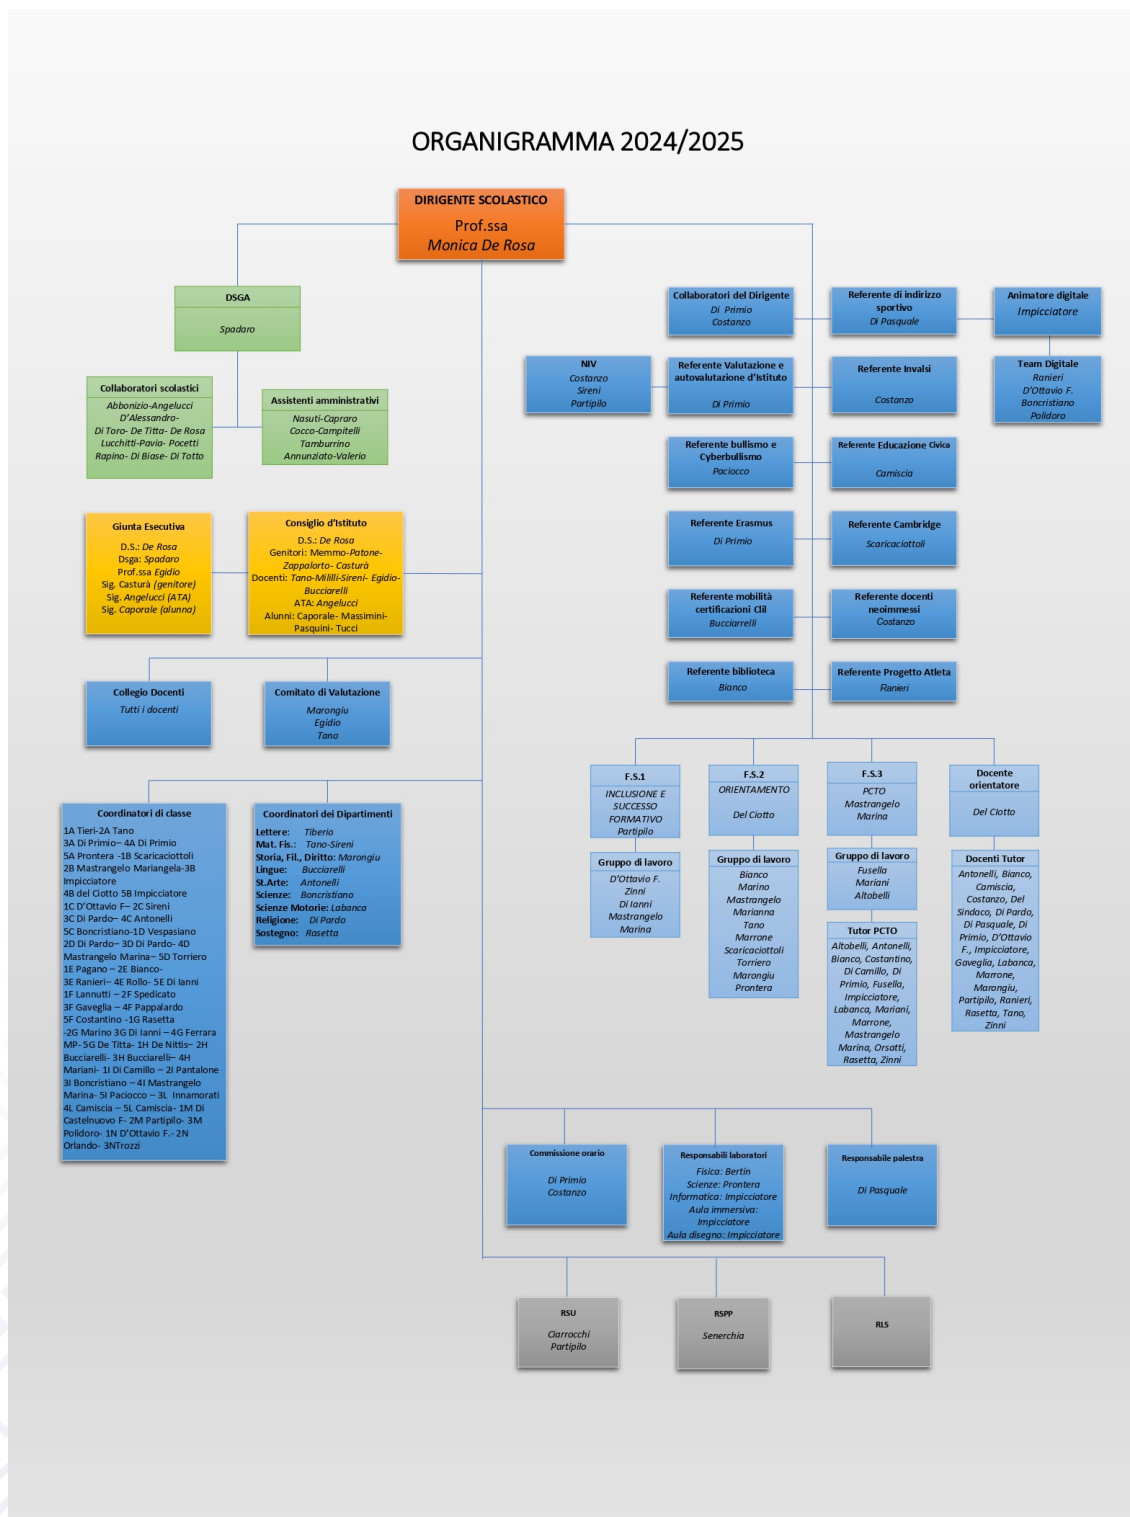 ORGANIGRAMMA 2024/2025
DIRIGENTE SCOLASTICO
Prof.ssa
Monica De Rosa
DSGA
Spadaro
Collaboratori scolastici
Abbonizio-Angelucci
D'Alessandro-
Di Toro- De Titta- De Rosa
Lucchitti-Pavia- Pocetti
Rapino- Di Biase- Di Totto
Assistenti amministrativi
Nasuti-Capraro
Cocco-Campitelli
Tamburrino
Annunziato-Valerio
Giunta Esecutiva
D.S.: De Rosa
Dsga: Spadaro
Prof.ssa Egidio
Sig. Casturà (genitore)
Sig. Angelucci (ATA)
Sig. Caporale (alunna)
Consiglio d'Istituto
D.S.: De Rosa
Genitori: Memmo-Patone-
Zappalorto- Casturà
Docenti: Tano-Mililli-Sireni- Egidio-
Bucciarelli
ATA: Angelucci
Alunni: Caporale- Massimini-
Pasquini- Tucci
Collegio Docenti
Tutti i docenti
Comitato di Valutazione
Marongiu
Egidio
Tano
Coordinatori di classe
1A Tieri-2A Tano
3A Di Primio– 4A Di Primio
5A Prontera -1B Scaricaciottoli
2B Mastrangelo Mariangela-3B
Impicciatore
4B del Ciotto 5B Impicciatore
1C D'Ottavio F– 2C Sireni
3C Di Pardo– 4C Antonelli
5C Boncristiano-1D Vespasiano
2D Di Pardo– 3D Di Pardo- 4D
Mastrangelo Marina– 5D Torriero
1E Pagano – 2E Bianco-
3E Ranieri– 4E Rollo- 5E Di Ianni
1F Lannutti – 2F Spedicato
3F Gaveglia – 4F Pappalardo
5F Costantino -1G Rasetta
-2G Marino 3G Di Ianni – 4G Ferrara
MP- 5G De Titta- 1H De Nittis– 2H
Bucciarelli- 3H Bucciarelli– 4H
Mariani- 1I Di Camillo – 2I Pantalone
3I Boncristiano – 4I Mastrangelo
Marina- 5I Paciocco – 3L Innamorati
4L Camiscia – 5L Camiscia- 1M Di
Castelnuovo F- 2M Partipilo- 3M
Polidoro- 1N D'Ottavio F.- 2N
Orlando- 3NTrozzi
Coordinatori dei Dipartimenti
Lettere: Tiberio
Mat. Fis.: Tano-Sireni
Storia, Fil., Diritto: Marongiu
Lingue: Bucciarelli
St.Arte: Antonelli
Scienze: Boncristiano
Scienze Motorie: Labanca
Religione: Di Pardo
Sostegno: Rasetta
Collaboratori del Dirigente
Di Primio
Costanzo
Referente di indirizzo
sportivo
Di Pasquale
Animatore digitale
Impicciatore
NIV
Costanzo
Sireni
Partipilo
Referente Valutazione e
autovalutazione d'Istituto
Di Primio
Referente Invalsi
Costanzo
Team Digitale
Ranieri
D'Ottavio F.
Boncristiano
Polidoro
Referente bullismo e
Cyberbullismo
Paciocco
Referente Educazione Civica
Camiscia
Referente Erasmus
Di Primio
Referente Cambridge
Scaricaciottoli
Referente mobilità
certificazioni Clil
Bucciarrelli
Referente docenti
neoimmessi
Costanzo
Referente biblioteca
Bianco
Referente Progetto Atleta
Ranieri
F.S.1
INCLUSIONE E
SUCCESSO
FORMATIVO
Partipilo
Gruppo di lavoro
D'Ottavio F.
Zinni
Di Ianni
Mastrangelo
Marina
F.S.2
ORIENTAMENTO
Del Ciotto
Gruppo di lavoro
Bianco
Marino
Mastrangelo
Marianna
Tano
Marrone
Scaricaciottoli
Torriero
Marongiu
Prontera
F.S.3
PCTO
Mastrangelo
Marina
Gruppo di lavoro
Fusella
Mariani
Altobelli
Tutor PCTO
Altobelli, Antonelli,
Bianco, Costantino,
Di Camillo, Di
Primio, Fusella,
Impicciatore,
Labanca, Mariani,
Marrone,
Mastrangelo
Marina, Orsatti,
Rasetta, Zinni
Docente
orientatore
Del CIotto
Docenti Tutor
Antonelli, Bianco,
Camiscia,
Costanzo, Del
Sindaco, Di Pardo,
Di Pasquale, Di
Primio, D'Ottavio
F., Impicciatore,
Gaveglia, Labanca,
Marrone,
Marongiu,
Partipilo, Ranieri,
Rasetta, Tano,
Zinni
Commissione orario
Di Primio
Costanzo
Responsabili laboratori
Fisica: Bertin
Scienze: Prontera
Informatica: Impicciatore
Aula immersiva:
Impicciatore
Aula disegno: Impicciatore
Responsabile palestra
Di Pasquale
RSU
Ciarrocchi
Partipilo
RSPP
Senerchia
RLS